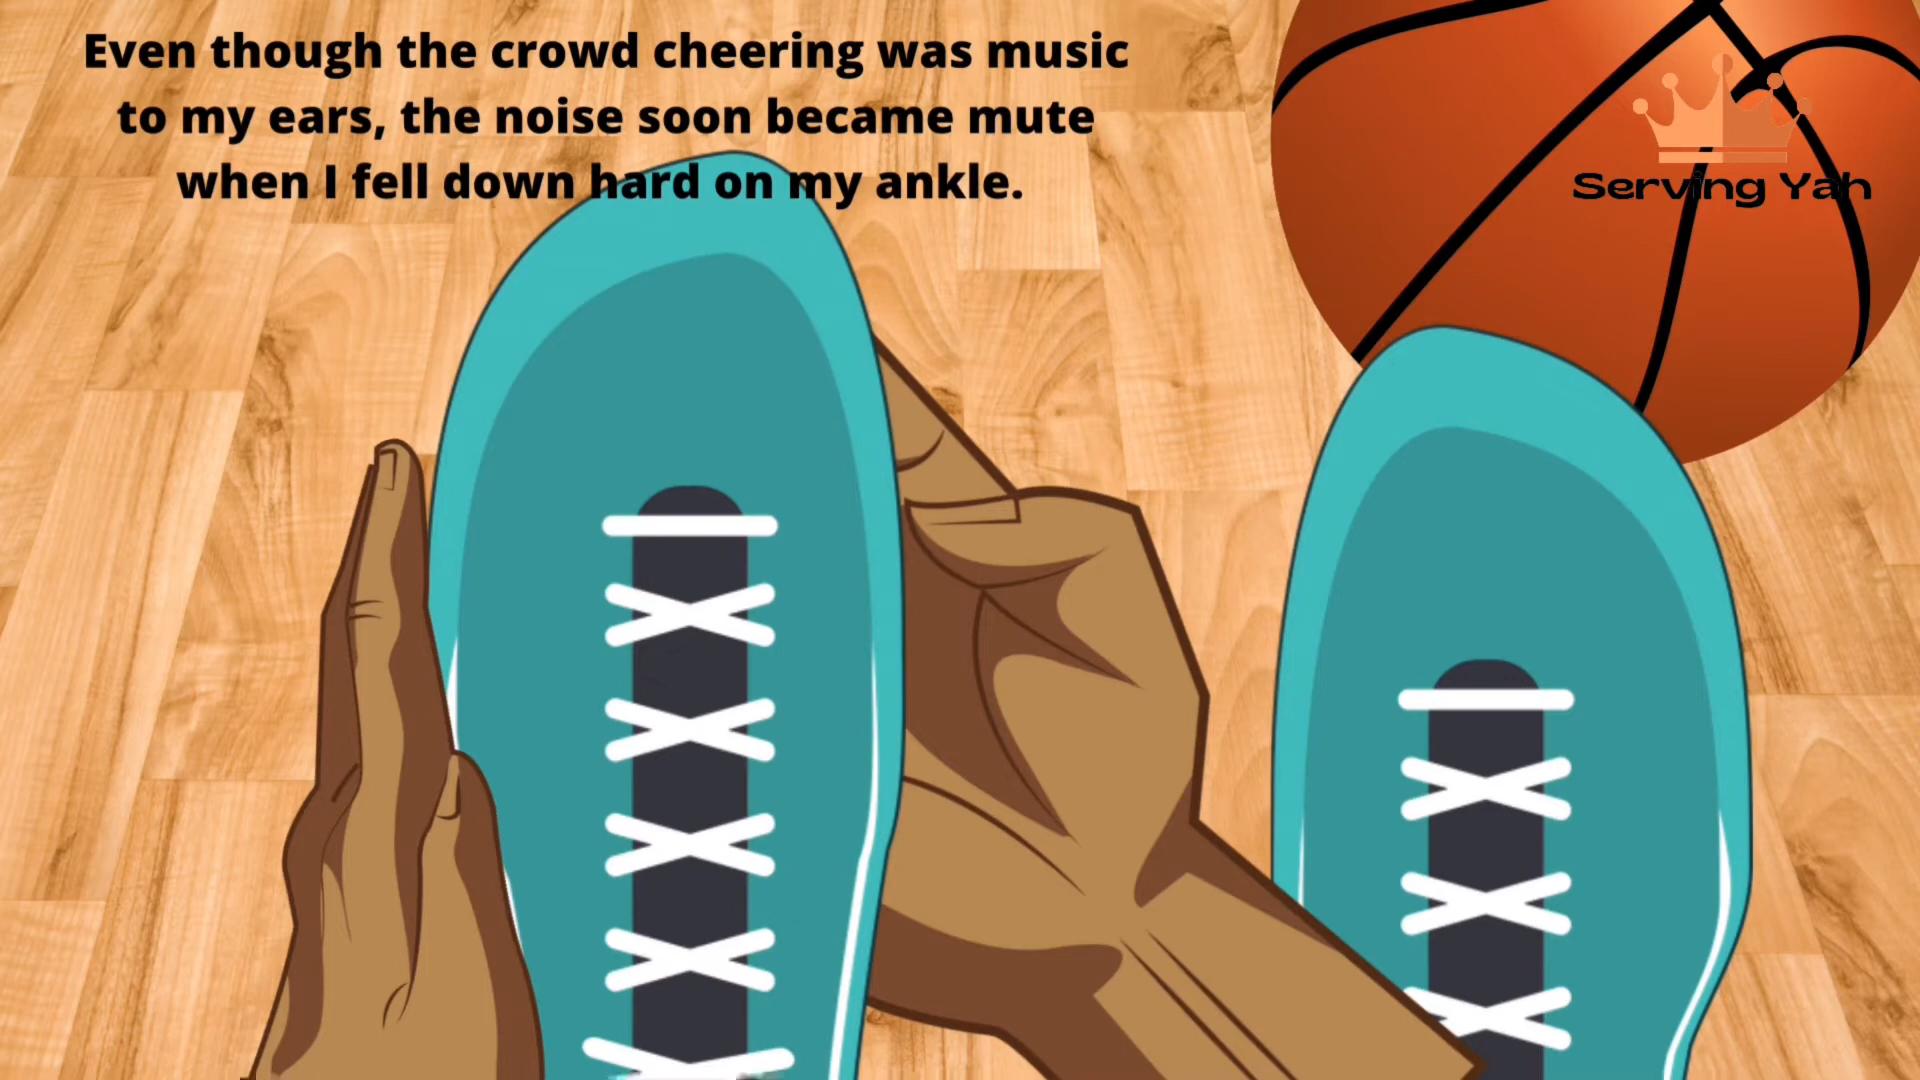 Even though the crowd cheering was music
to my ears, the noise soon became mute
when I fell down hard on my ankle.
Serving Yah